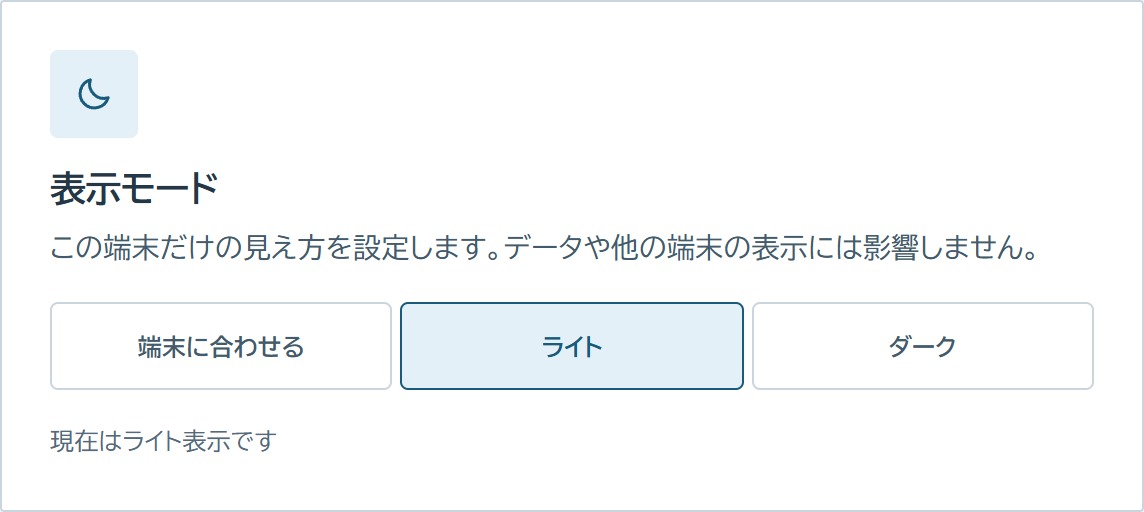 表示モード
この端末だけの見え方を設定します。データや他の端末の表示には影響しません。
端末に合わせる
ライト
ダーク
現在はライト表示です